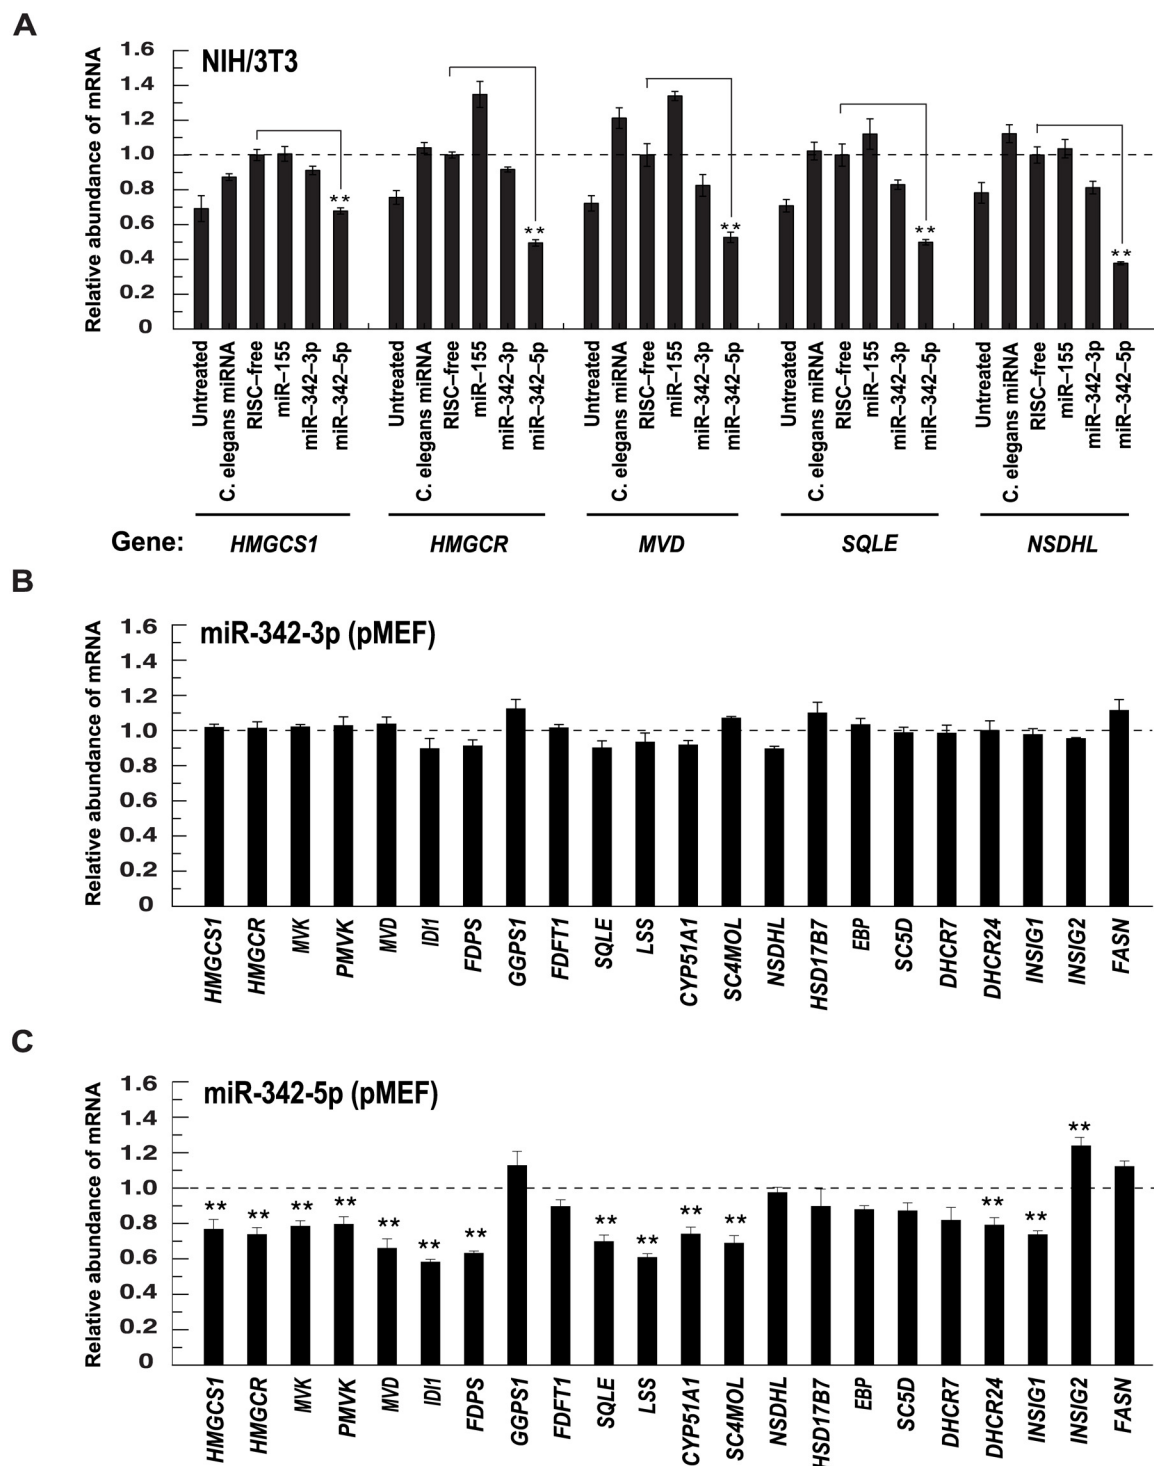 A
NIH/3T3
Relative abundance of mRNA
1.6
1.4
1.2
1.0
0.8
0.6
0.4
0.2
0
** ** ** ** **
Untreated C. elegans miRNA RISC–free miR–155 miR–342-3p miR–342-5p
Untreated C. elegans miRNA RISC–free miR–155 miR–342-3p miR–342-5p
Untreated C. elegans miRNA RISC–free miR–155 miR–342-3p miR–342-5p
Untreated C. elegans miRNA RISC–free miR–155 miR–342-3p miR–342-5p
Untreated C. elegans miRNA RISC–free miR–155 miR–342-3p miR–342-5p
Gene: HMGCS1 HMGCR MVD SQLE NSDHL
B
miR-342-3p (pMEF)
Relative abundance of mRNA
1.6
1.4
1.2
1.0
0.8
0.6
0.4
0.2
0
HMGCS1 HMGCR MVK PMVK MVD IDI1 FDPS GGPS1 FDFT1 SQLE LSS CYP51A1 SC4MOL NSDHL HSD17B7 EBP SC5D DHCR7 DHCR24 INSIG1 INSIG2 FASN
C
miR-342-5p (pMEF)
Relative abundance of mRNA
1.6
1.4
1.2
1.0
0.8
0.6
0.4
0.2
0
** ** ** ** ** ** ** ** ** ** ** ** ** **
HMGCS1 HMGCR MVK PMVK MVD IDI1 FDPS GGPS1 FDFT1 SQLE LSS CYP51A1 SC4MOL NSDHL HSD17B7 EBP SC5D DHCR7 DHCR24 INSIG1 INSIG2 FASN